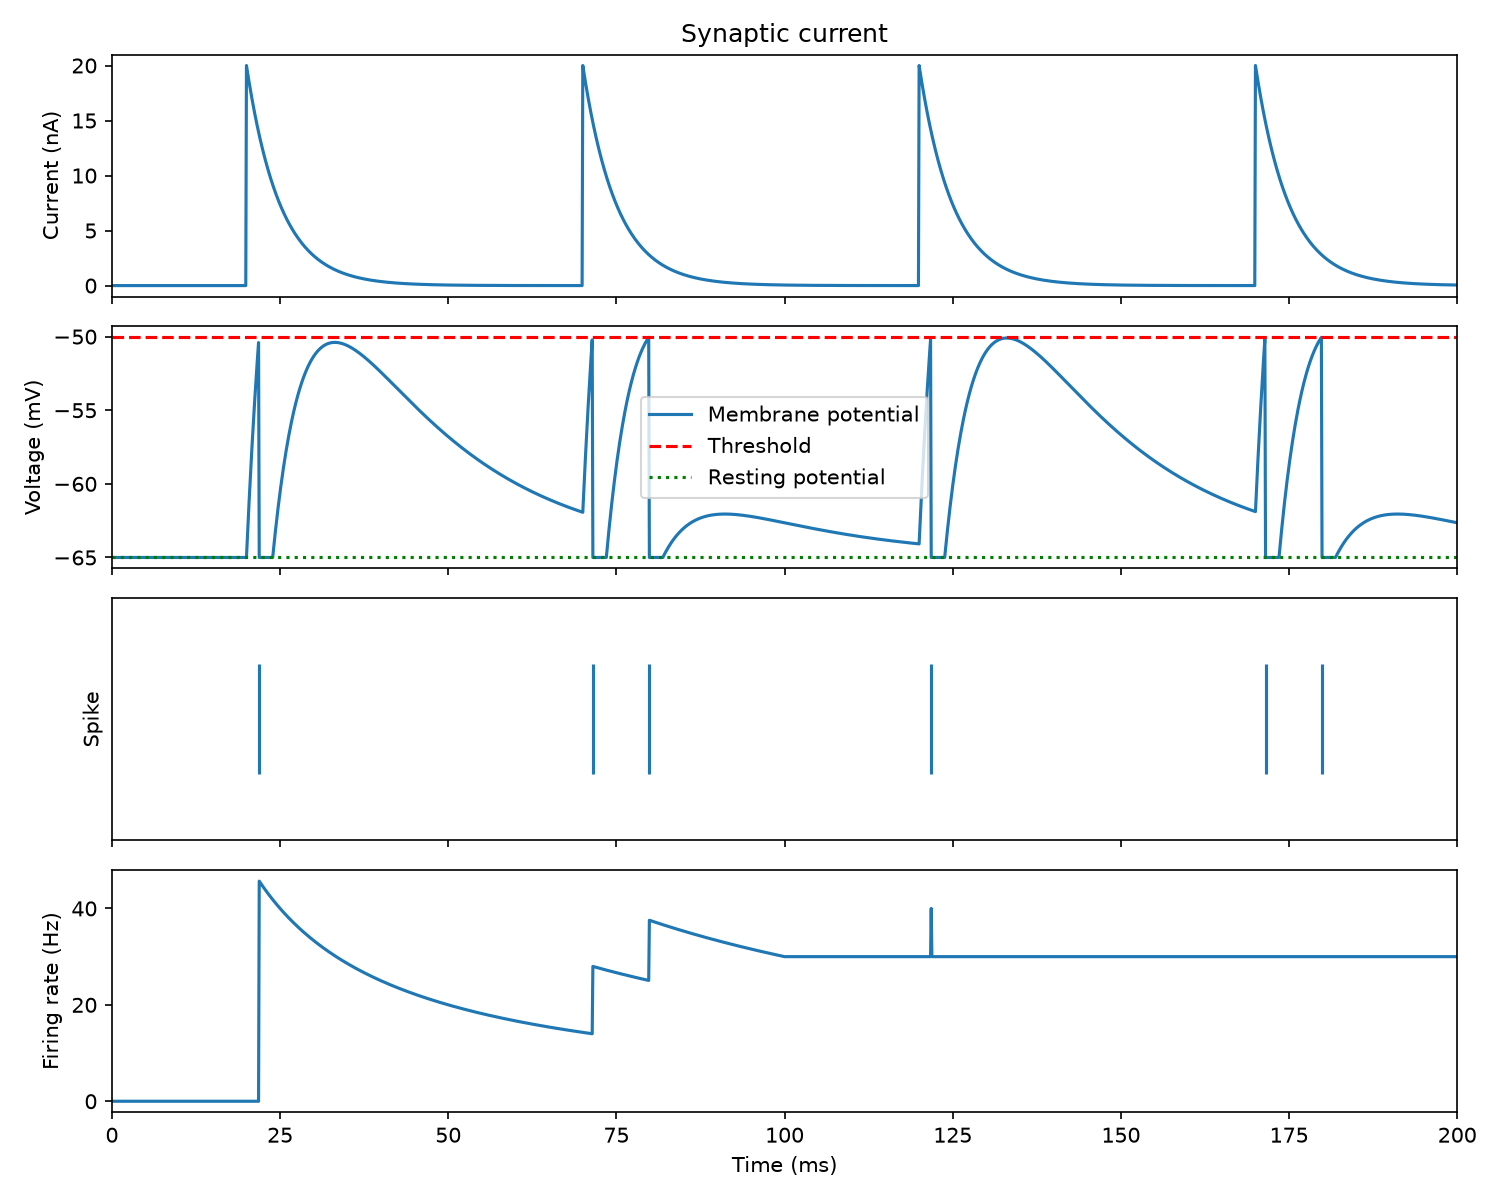 Synaptic current
Current (nA)
20
15
10
5
0
Voltage (mV)
−50
−55
−60
−65
Membrane potential
Threshold
Resting potential
Spike
Firing rate (Hz)
40
20
0
0 25 50 75 100 125 150 175 200
Time (ms)